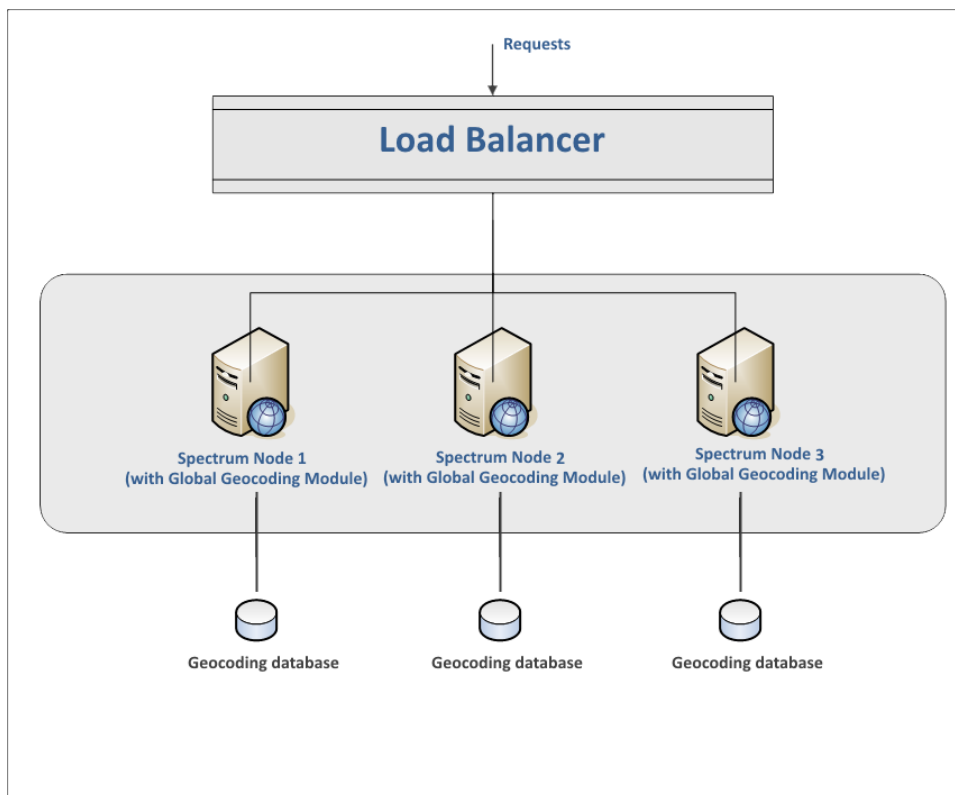 Requests
Load Balancer
Spectrum Node 1
(with Global Geocoding Module)
Spectrum Node 2
(with Global Geocoding Module)
Spectrum Node 3
(with Global Geocoding Module)
Geocoding database
Geocoding database
Geocoding database